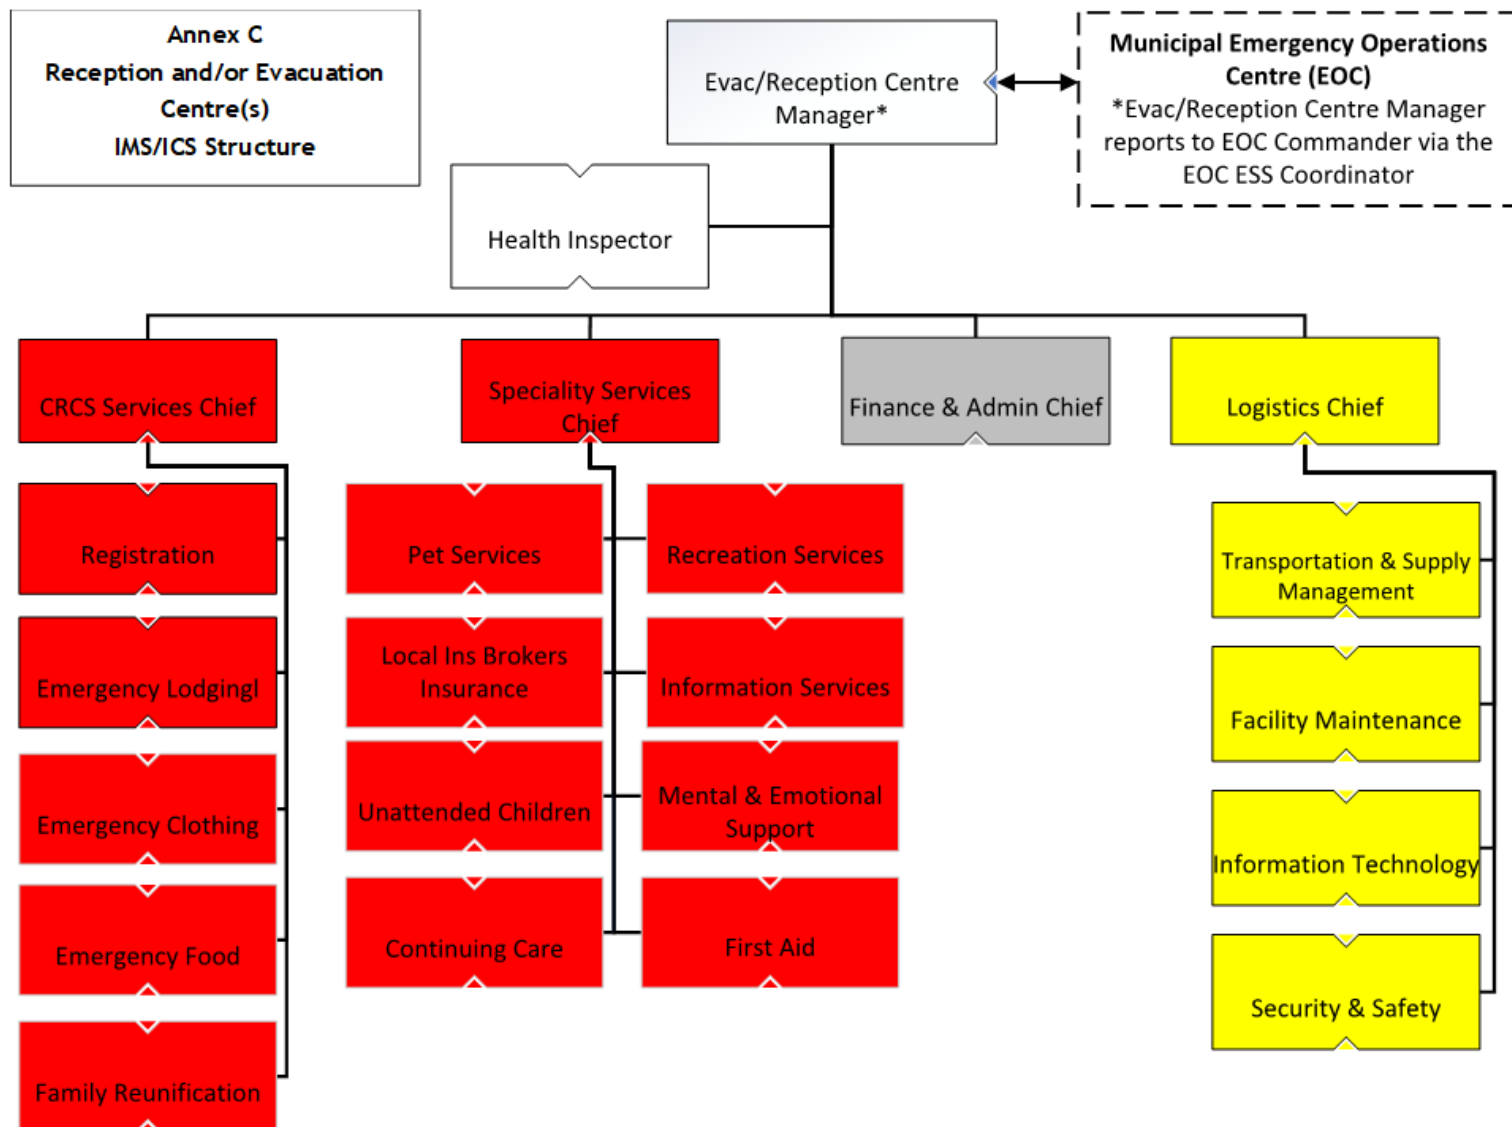 Annex C
Reception and/or Evacuation
Centre(s)
IMS/ICS Structure
Evac/Reception Centre
Manager*
Municipal Emergency Operations
Centre (EOC)
*Evac/Reception Centre Manager
reports to EOC Commander via the
EOC ESS Coordinator
Health Inspector
CRCS Services Chief
Speciality Services
Chief
Finance & Admin Chief
Logistics Chief
Registration
Emergency Lodgingl
Emergency Clothing
Emergency Food
Family Reunification
Pet Services
Recreation Services
Local Ins Brokers
Insurance
Information Services
Unattended Children
Mental & Emotional
Support
Continuing Care
First Aid
Transportation & Supply
Management
Facility Maintenance
Information Technology
Security & Safety